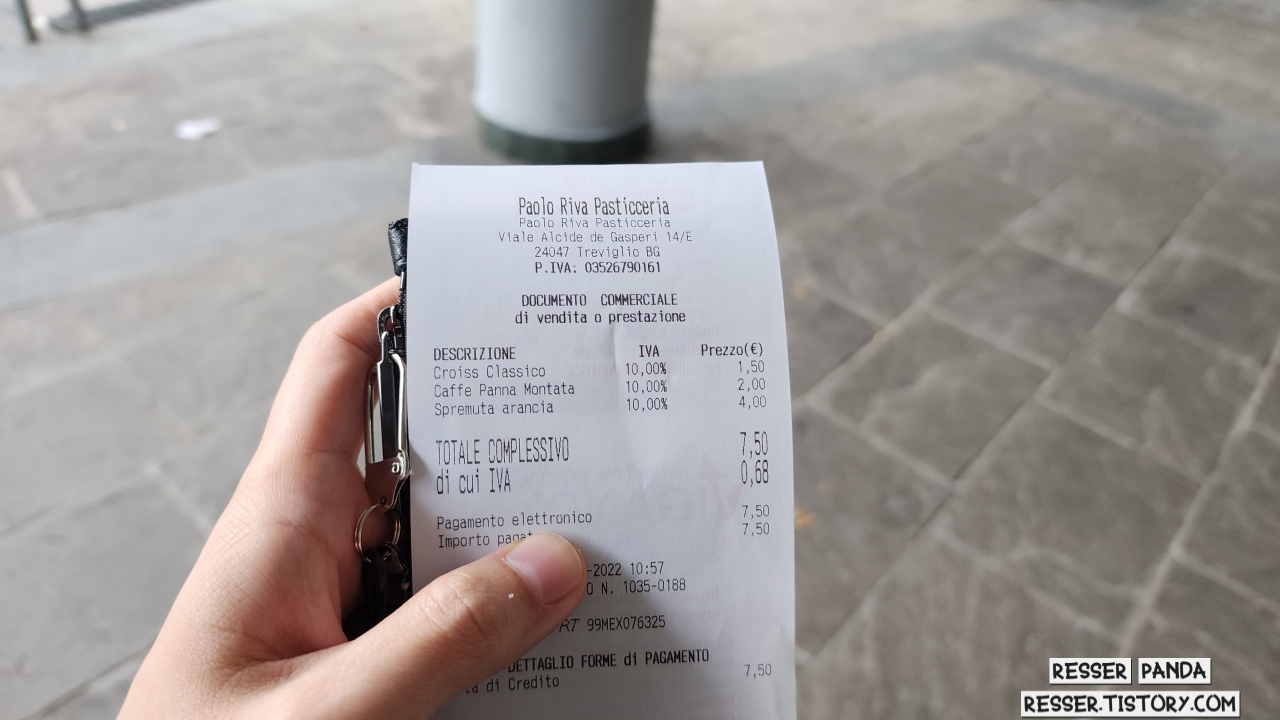 Paolo Riva Pasticceria
Paolo Riva Pasticceria
Viale Alcide de Gasperi 14/E
24047 Treviglio BG
P.IVA: 03526790161
DOCUMENTO COMMERCIALE
di vendita o prestazione
DESCRIZIONE IVA Prezzo(€)
Croiss Classico 10,00% 1,50
Caffe Panna Montata 10,00% 2,00
Spremuta arancia 10,00% 4,00
TOTALE COMPLESSIVO 7,50
di cui IVA 0,68
Pagamento elettronico 7,50
Importo 7,50
-2022 10:57
N. 1035-0188
RT 99MEX076325
DETTAGLIO FORME di PAGAMENTO
di Credito 7,50
RESSER PANDA
RESSER.TISTORY.COM